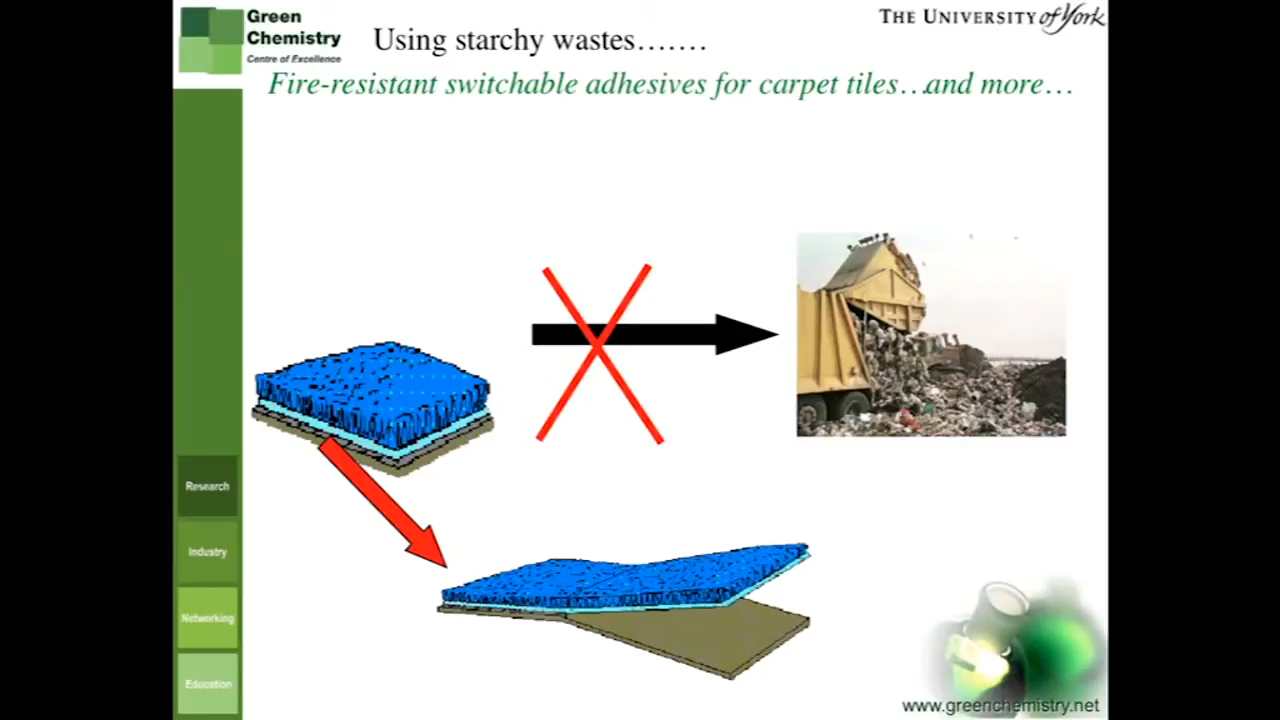 Green
Chemistry
Centre of Excellence
THE UNIVERSITY of York
Using starchy wastes.......
Fire-resistant switchable adhesives for carpet tiles…and more…
Research
Industry
Networking
Education
www.greenchemistry.net